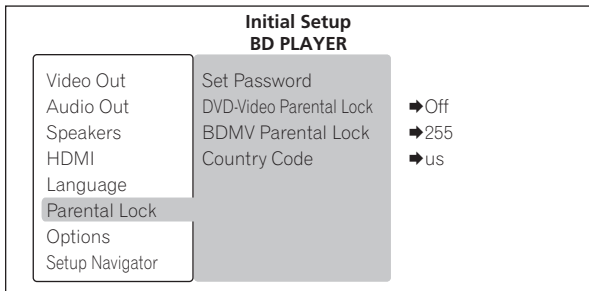 Initial Setup
BD PLAYER
Video Out
Audio Out
Speakers
HDMI
Language
Parental Lock
Options
Setup Navigator
Set Password
DVD-Video Parental Lock ➡Off
BDMV Parental Lock ➡255
Country Code ➡us